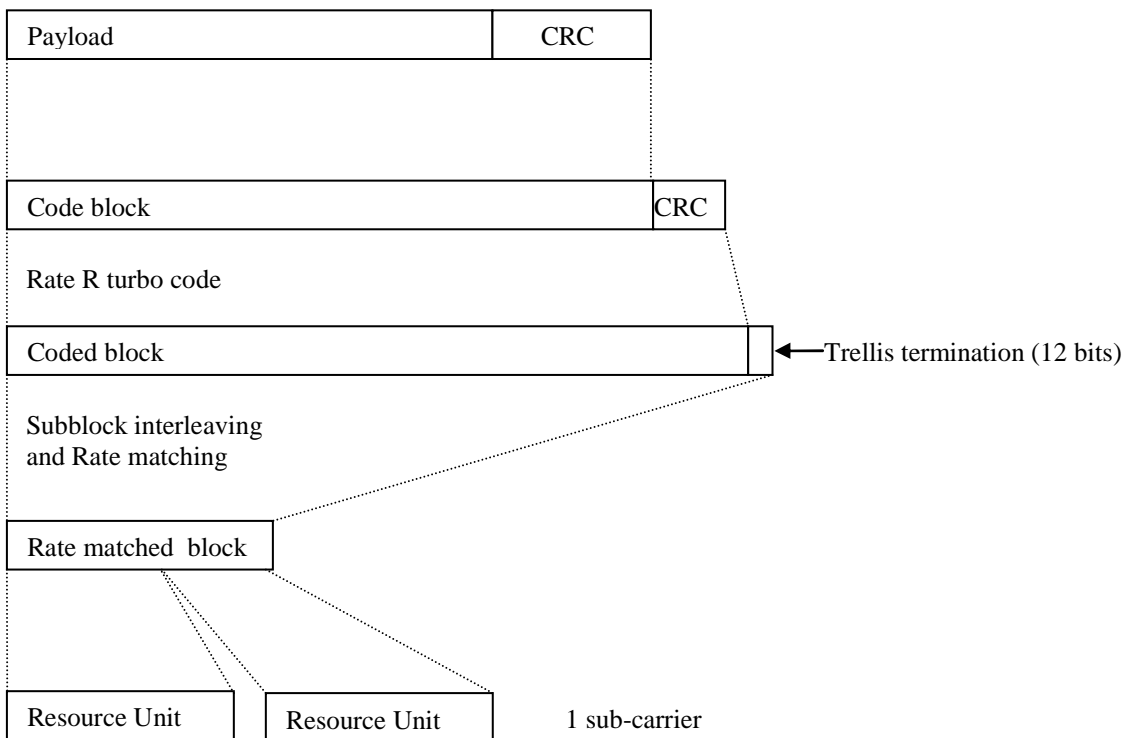 Payload CRC
Code block CRC
Rate R turbo code
Coded block
Trellis termination (12 bits)
Subblock interleaving
and Rate matching
Rate matched block
Resource Unit Resource Unit 1 sub-carrier